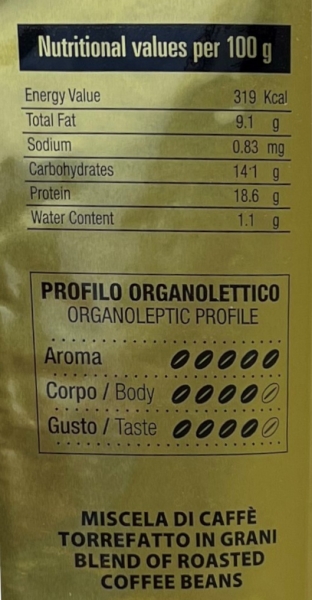 Nutritional values per 100 g
Energy Value 319 Kcal
Total Fat 9.1 g
Sodium 0.83 mg
Carbohydrates 14.1 g
Protein 18.6 g
Water Content 1.1 g
PROFILO ORGANOLETTICO
ORGANOLEPTIC PROFILE
Aroma
Corpo / Body
Gusto / Taste
MISCELA DI CAFFÈ
TORREFATTO IN GRANI
BLEND OF ROASTED
COFFEE BEANS